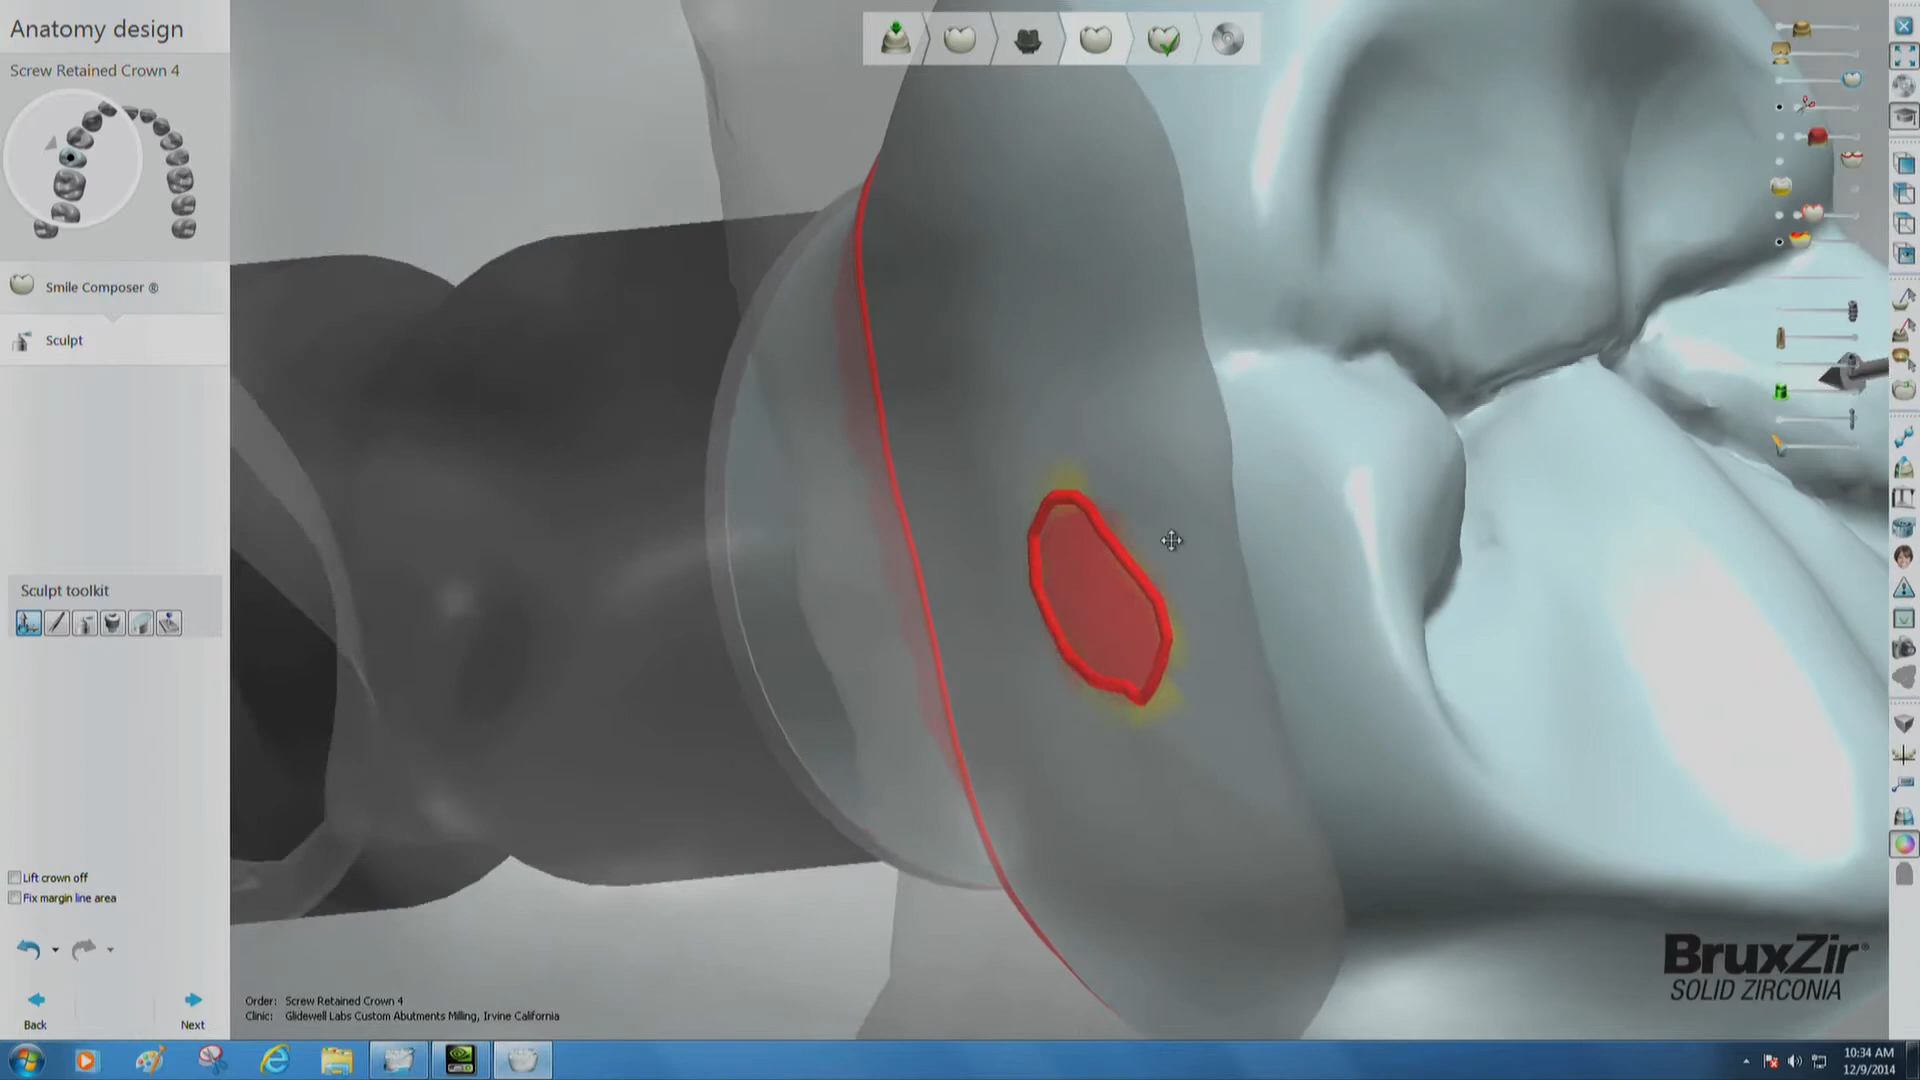 Anatomy design
Screw Retained Crown 4
Smile Composer ®
Sculpt
Sculpt toolkit
Lift crown off
Fix margin line area
Back
Next
Order: Screw Retained Crown 4
Clinic: Glidewell Labs Custom Abutments Milling, Irvine California
BruxZir®
SOLID ZIRCONIA
10:34 AM
12/9/2014